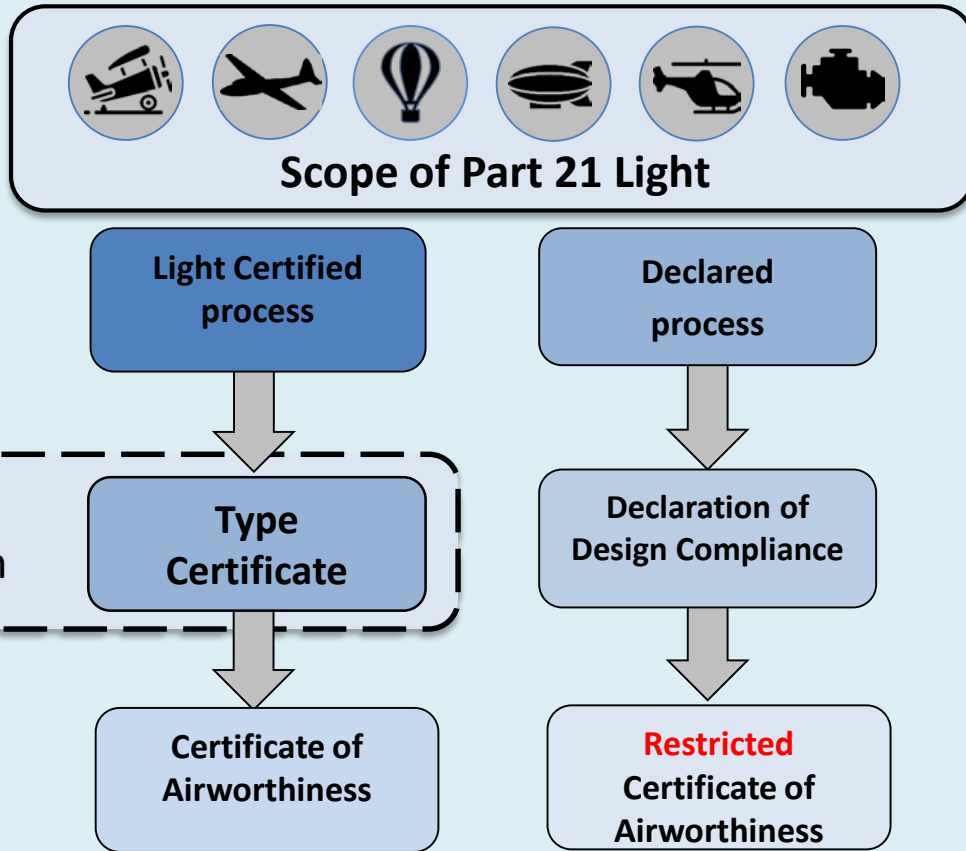 Scope of Part 21 Light
Light Certified
process
Declared
process
Type
Certificate
Declaration of
Design Compliance
Certificate of
Airworthiness
Restricted
Certificate of
Airworthiness